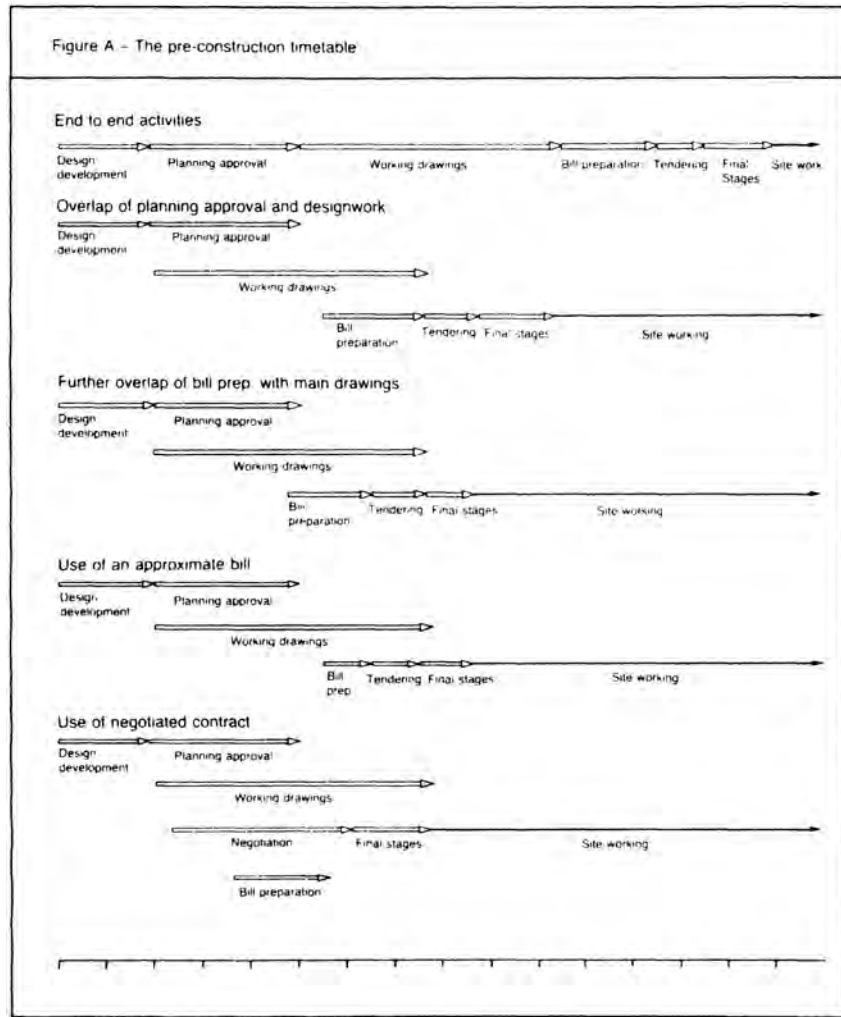 Figure A – The pre-construction timetable
End to end activities
Design development
Planning approval
Working drawings
Bill preparation
Tendering
Final Stages
Site work
Overlap of planning approval and designwork
Design development
Planning approval
Working drawings
Bill preparation
Tendering
Final stages
Site working
Further overlap of bill prep. with main drawings
Design development
Planning approval
Working drawings
Bill preparation
Tendering
Final stages
Site working
Use of an approximate bill
Design development
Planning approval
Working drawings
Bill prep
Tendering
Final stages
Site working
Use of negotiated contract
Design development
Planning approval
Working drawings
Negotiation
Final stages
Site working
Bill preparation